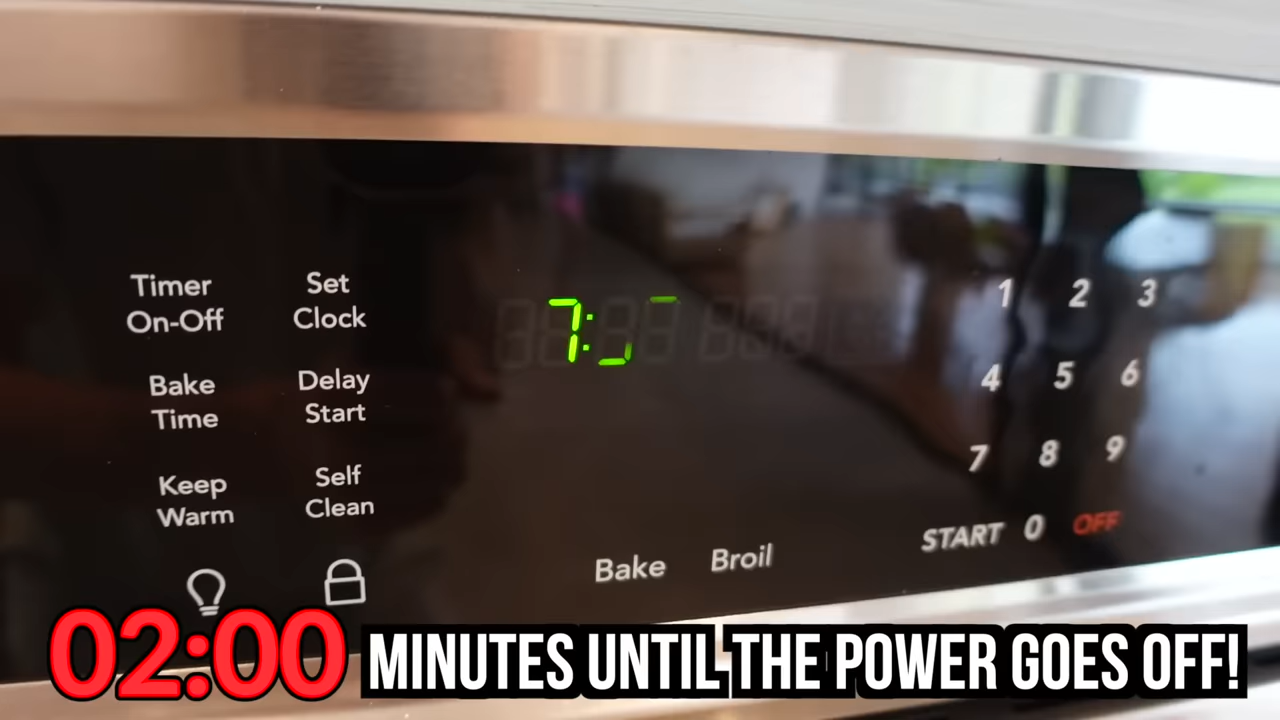 Timer
On-Off
Set
Clock
Bake
Time
Delay
Start
Keep
Warm
Self
Clean
7:
Bake Broil
1 2 3
4 5 6
7 8 9
START 0 OFF
02:00 MINUTES UNTIL THE POWER GOES OFF!